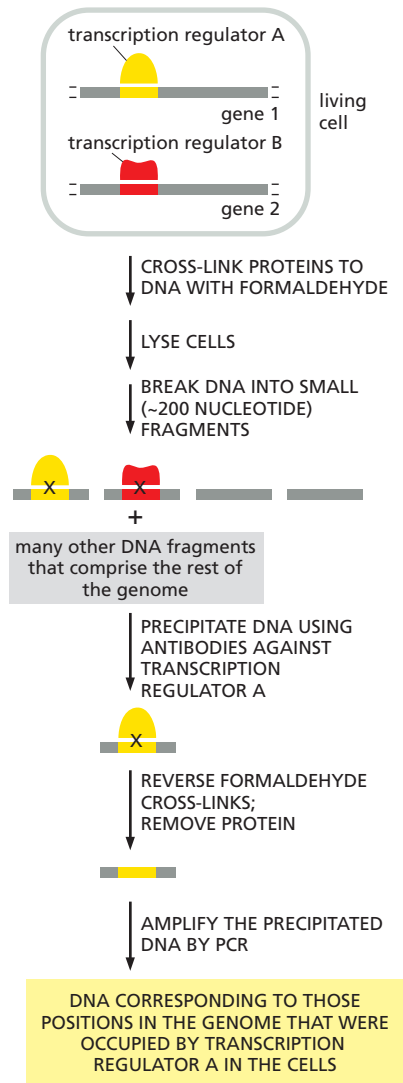 transcription regulator A
gene 1
transcription regulator B
gene 2
living
cell
CROSS-LINK PROTEINS TO
DNA WITH FORMALDEHYDE
LYSE CELLS
BREAK DNA INTO SMALL
(~200 NUCLEOTIDE)
FRAGMENTS
X X
+
many other DNA fragments
that comprise the rest of
the genome
PRECIPITATE DNA USING
ANTIBODIES AGAINST
TRANSCRIPTION
REGULATOR A
X
REVERSE FORMALDEHYDE
CROSS-LINKS;
REMOVE PROTEIN
AMPLIFY THE PRECIPITATED
DNA BY PCR
DNA CORRESPONDING TO THOSE
POSITIONS IN THE GENOME THAT WERE
OCCUPIED BY TRANSCRIPTION
REGULATOR A IN THE CELLS